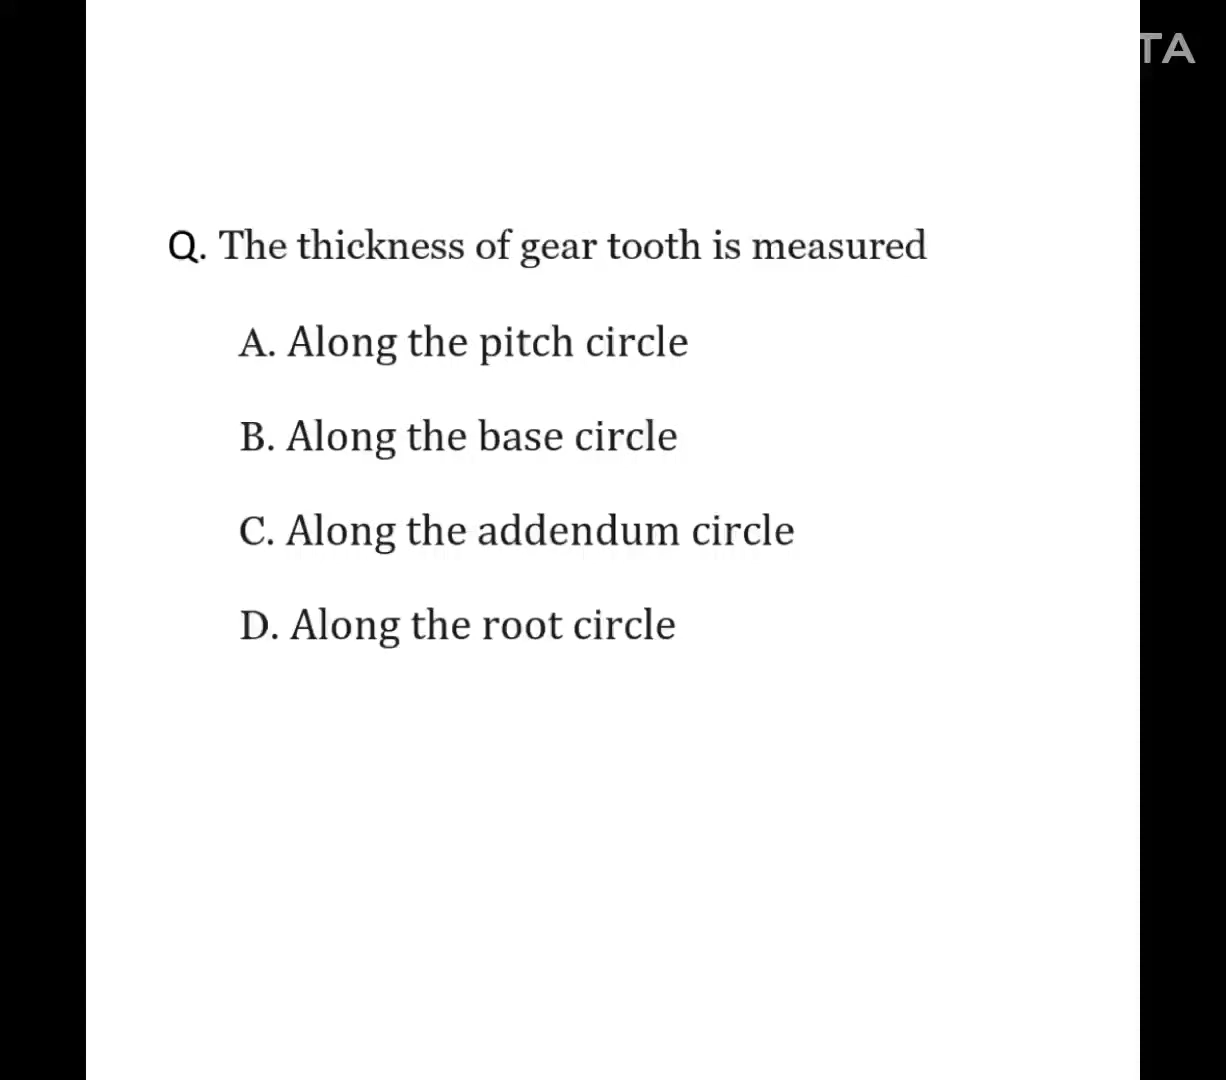 TA
Q. The thickness of gear tooth is measured
A. Along the pitch circle
B. Along the base circle
C. Along the addendum circle
D. Along the root circle